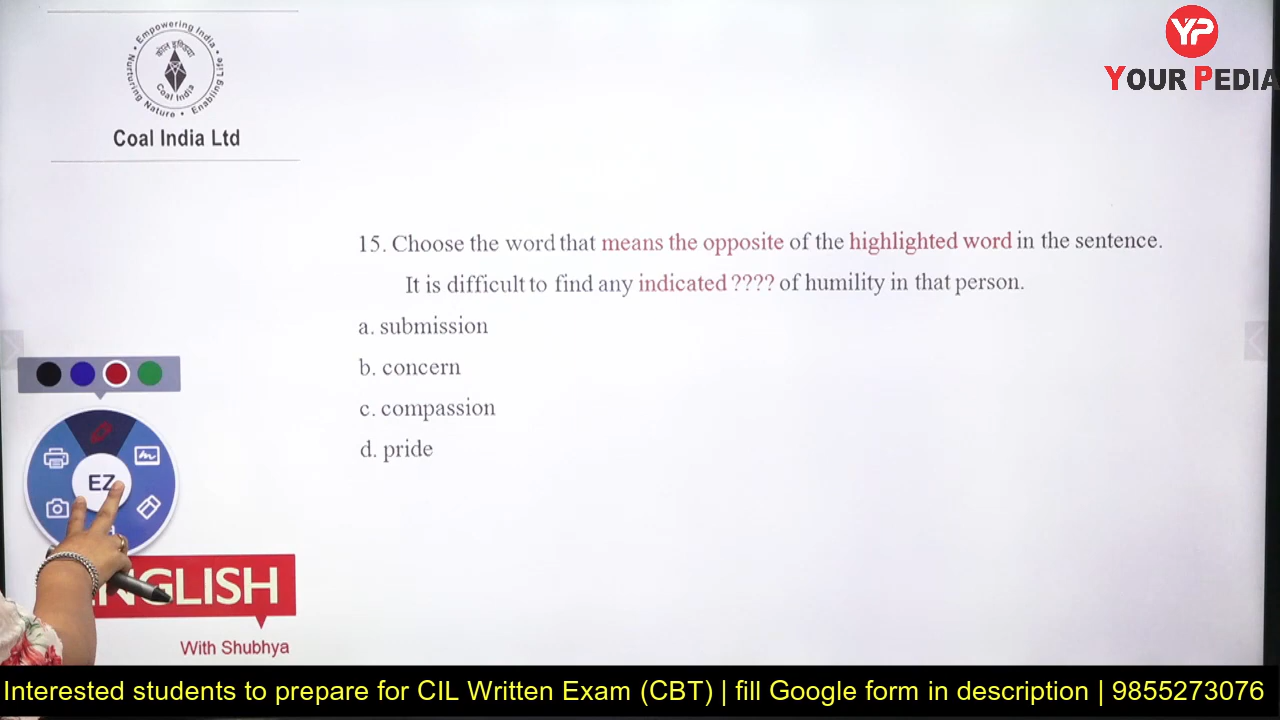 Empowering India • Enabling Life • Nurturing Nature •
कोल इण्डिया
Coal India
Coal India Ltd
YP
YOUR PEDIA
15. Choose the word that means the opposite of the highlighted word in the sentence.
It is difficult to find any indicated ???? of humility in that person.
a. submission
b. concern
c. compassion
d. pride
EZ
ENGLISH
With Shubhya
Interested students to prepare for CIL Written Exam (CBT) | fill Google form in description | 9855273076